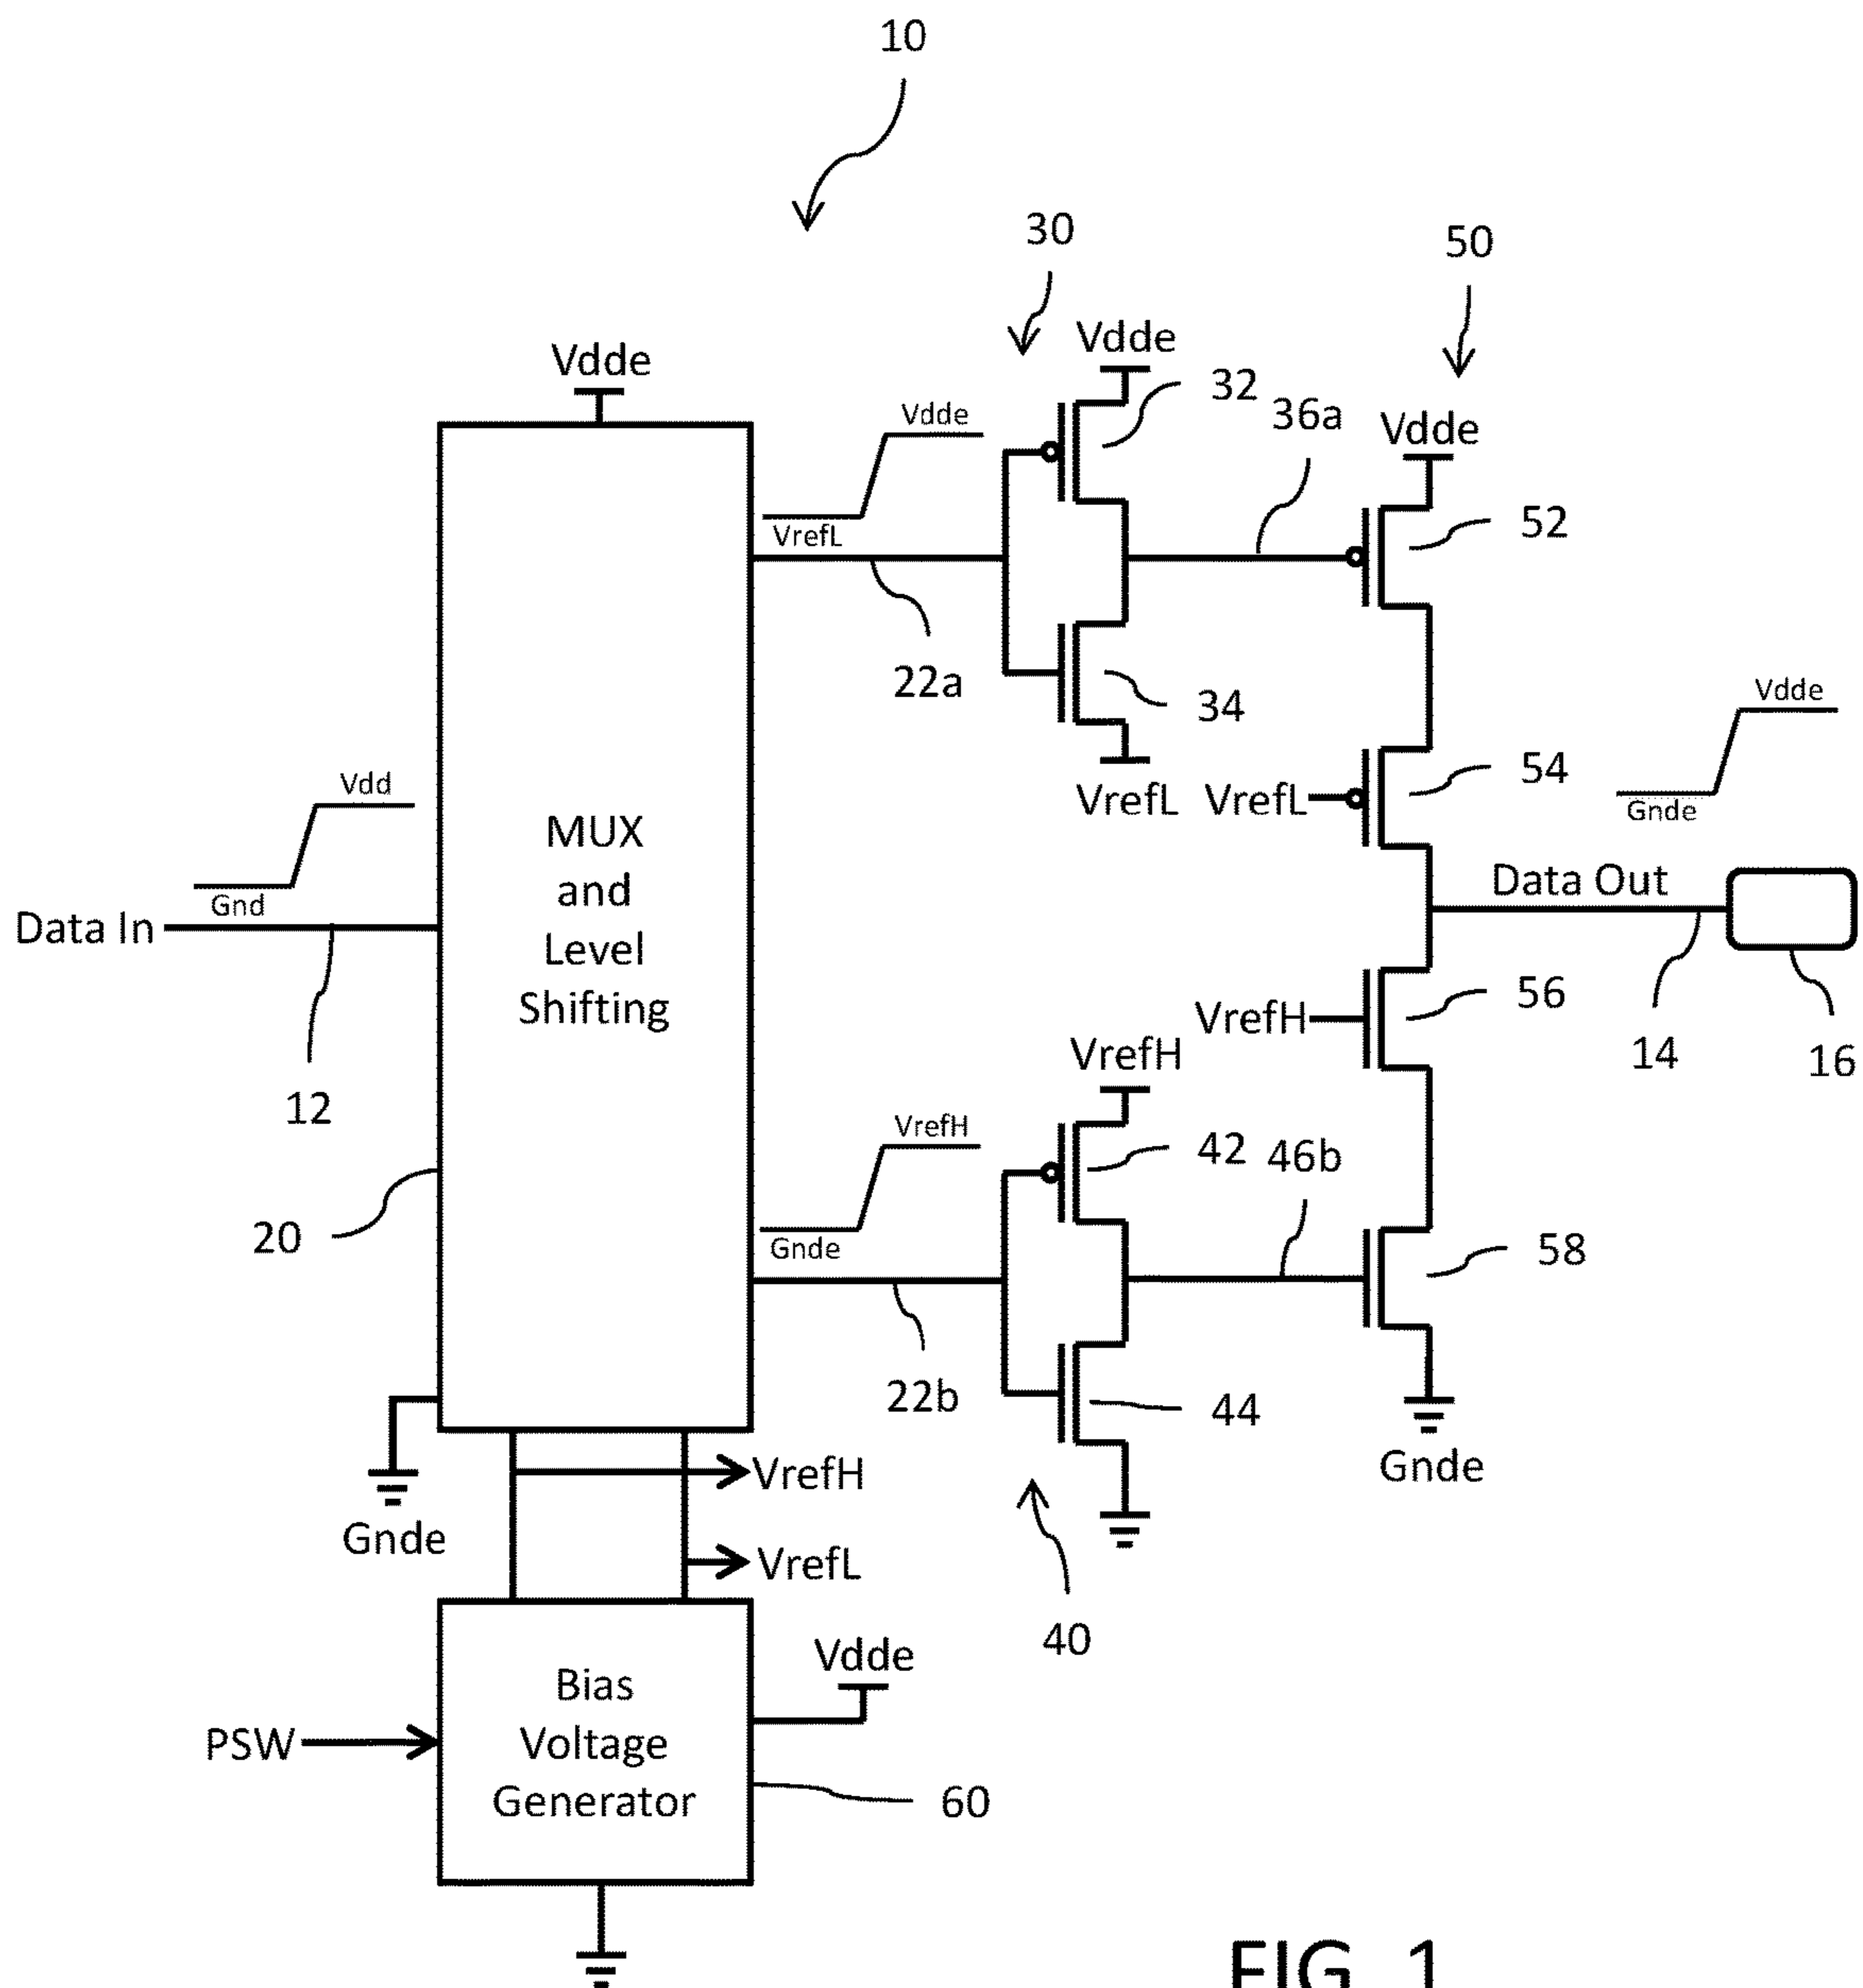 10
30
50
Vdde
Vdde
32
36a
Vdde
Vdde
VrefL
52
22a
34
Vdde
Vdd
VrefL
VrefL
54
Gnde
MUX
and
Level
Shifting
Data Out
Gnd
Data In
56
VrefH
14
16
VrefH
12
VrefH
42
46b
20
Gnde
58
22b
44
Gnde
VrefH
Gnde
VrefL
40
Vdde
Bias
Voltage
Generator
PSW
60
FIG. 1